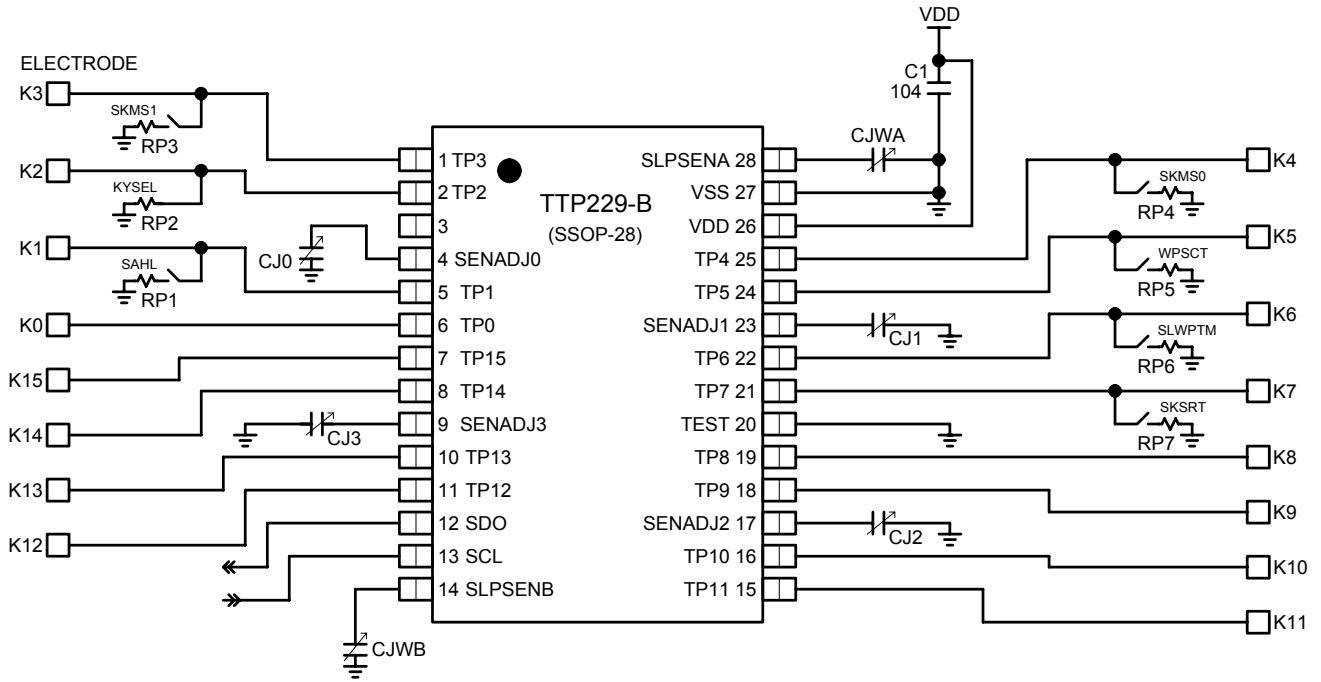 VDD
ELECTRODE
K3
SKMS1
RP3
C1
104
CJWA
K2
KYSEL
RP2
K1
SAHL
RP1
CJ0
K0
K15
K14
CJ3
K13
K12
CJWB
TTP229-B
(SSOP-28)
1 TP3
2 TP2
3
4 SENADJ0
5 TP1
6 TP0
7 TP15
8 TP14
9 SENADJ3
10 TP13
11 TP12
12 SDO
13 SCL
14 SLPSENB
SLPSENA 28
VSS 27
VDD 26
TP4 25
TP5 24
SENADJ1 23
TP6 22
TP7 21
TEST 20
TP8 19
TP9 18
SENADJ2 17
TP10 16
TP11 15
CJ1
CJ2
K4
SKMS0
RP4
K5
WPSCT
RP5
K6
SLWPTM
RP6
K7
SKSRT
RP7
K8
K9
K10
K11